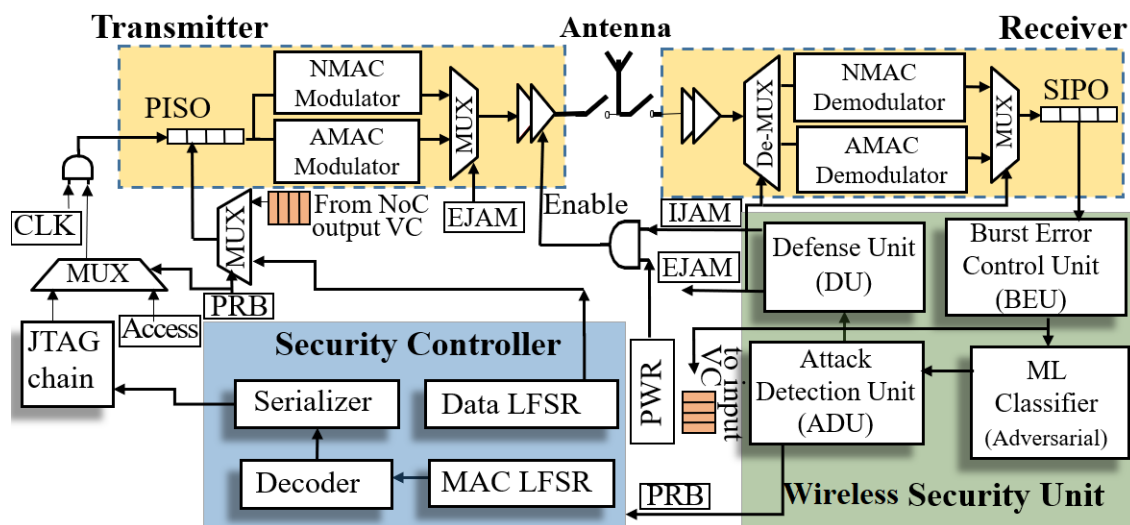 Transmitter
Antenna
Receiver
PISO
NMAC
Modulator
AMAC
Modulator
MUX
De-MUX
NMAC
Demodulator
AMAC
Demodulator
MUX
SIPO
CLK
MUX
From NoC
output VC
EJAM
Enable
IJAM
EJAM
Defense Unit
(DU)
Burst Error
Control Unit
(BEU)
MUX
PRB
Access
JTAG
chain
Security Controller
Serializer
Data LFSR
Decoder
MAC LFSR
PWR
to input
VC
Attack
Detection Unit
(ADU)
ML
Classifier
(Adversarial)
PRB
Wireless Security Unit